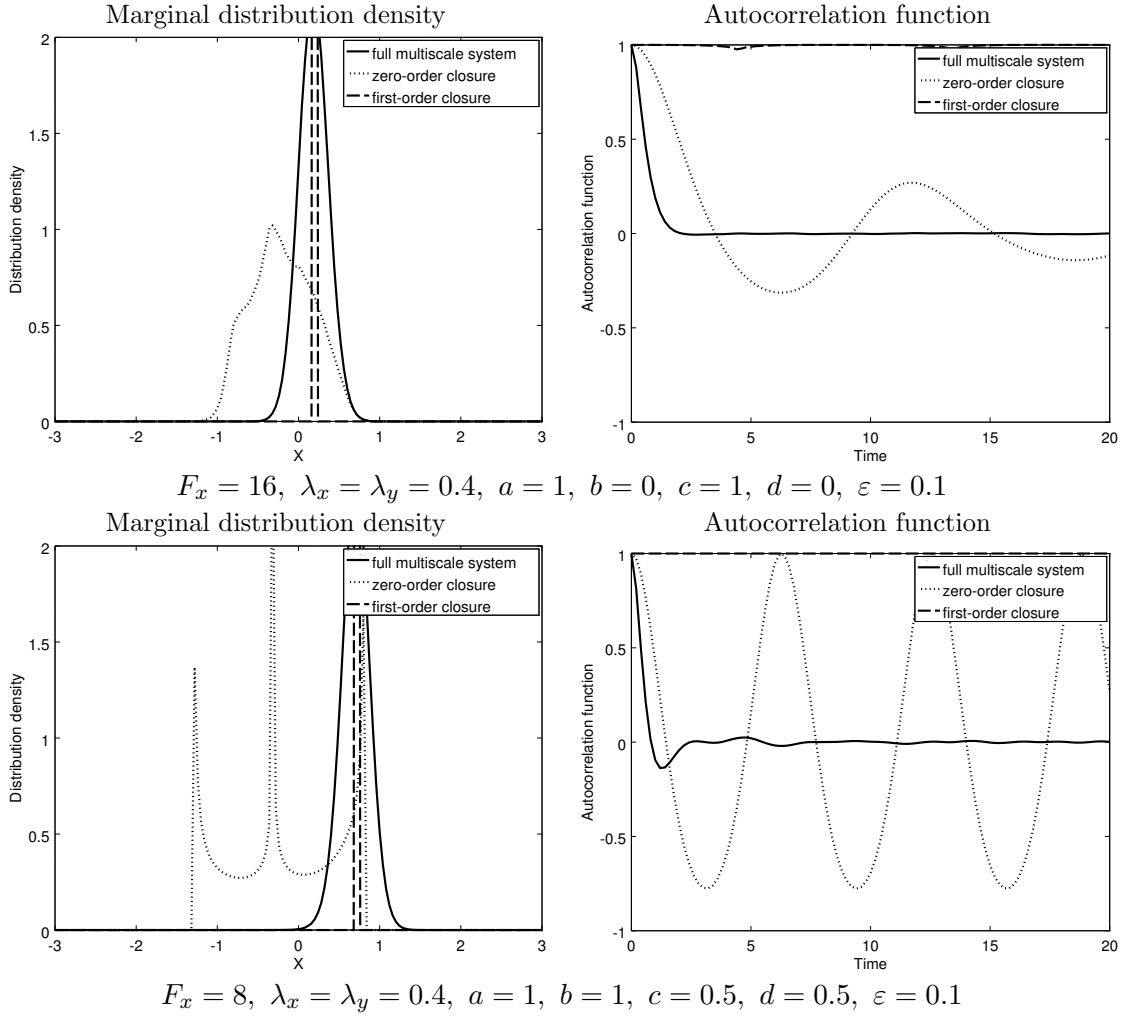 Marginal distribution density
Autocorrelation function
2
1.5
1
0.5
0
Distribution density
-3 -2 -1 0 1 2 3
X
full multiscale system
zero-order closure
first-order closure
1
0.5
0
-0.5
-1
Autocorrelation function
0 5 10 15 20
Time
full multiscale system
zero-order closure
first-order closure
F_x = 16, λ_x = λ_y = 0.4, a = 1, b = 0, c = 1, d = 0, ε = 0.1
Marginal distribution density
Autocorrelation function
2
1.5
1
0.5
0
Distribution density
-3 -2 -1 0 1 2 3
X
full multiscale system
zero-order closure
first-order closure
1
0.5
0
-0.5
-1
Autocorrelation function
0 5 10 15 20
Time
full multiscale system
zero-order closure
first-order closure
F_x = 8, λ_x = λ_y = 0.4, a = 1, b = 1, c = 0.5, d = 0.5, ε = 0.1